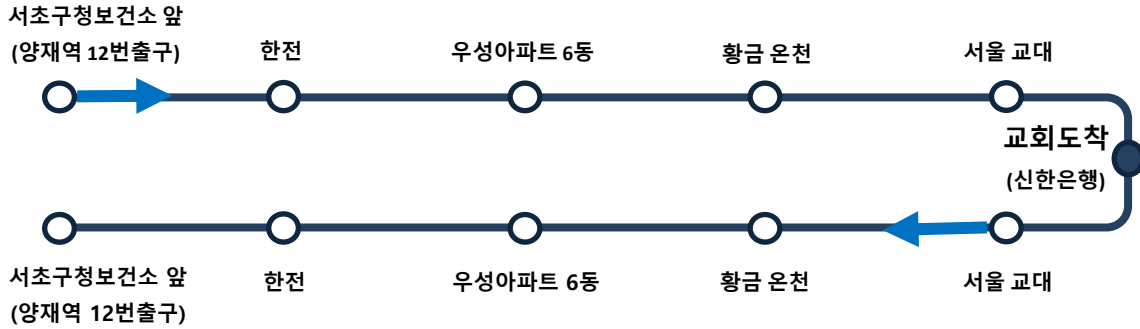 서초구청보건소 앞
(양재역 12번출구)
한전
우성아파트 6동
황금 온천
서울 교대
교회도착
(신한은행)
서초구청보건소 앞
(양재역 12번출구)
한전
우성아파트 6동
황금 온천
서울 교대